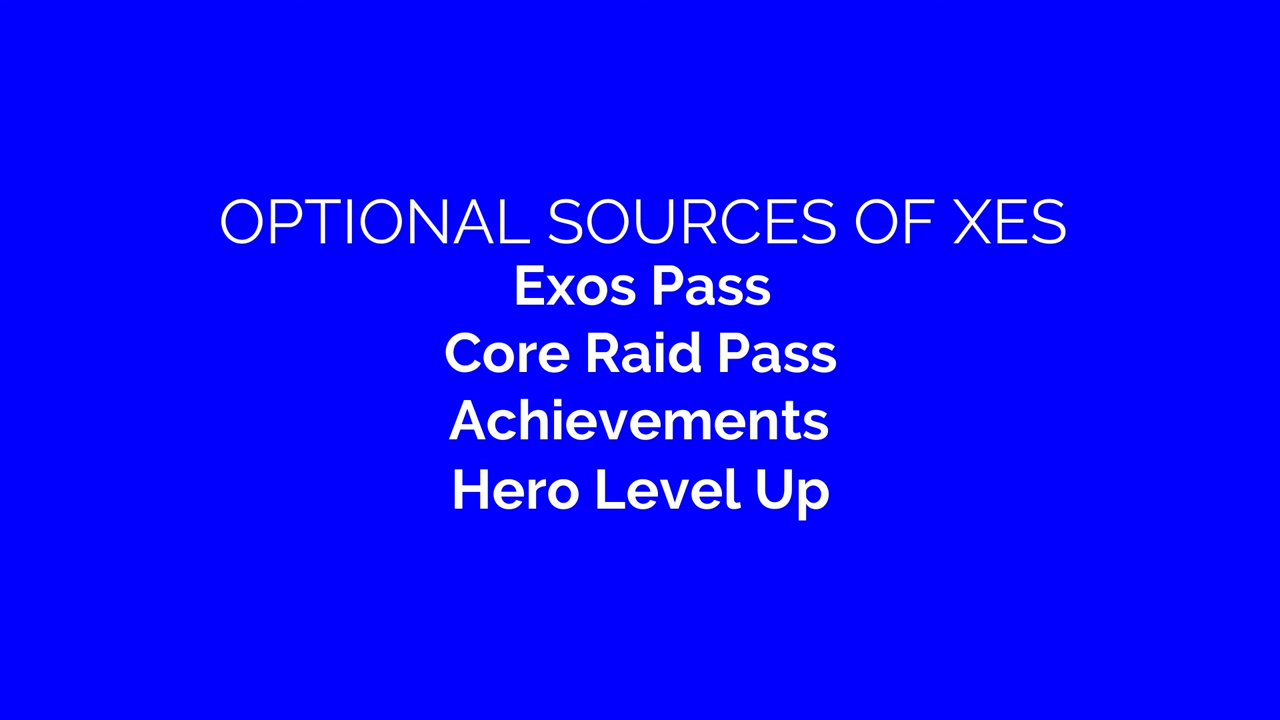 OPTIONAL SOURCES OF XES
Exos Pass
Core Raid Pass
Achievements
Hero Level Up